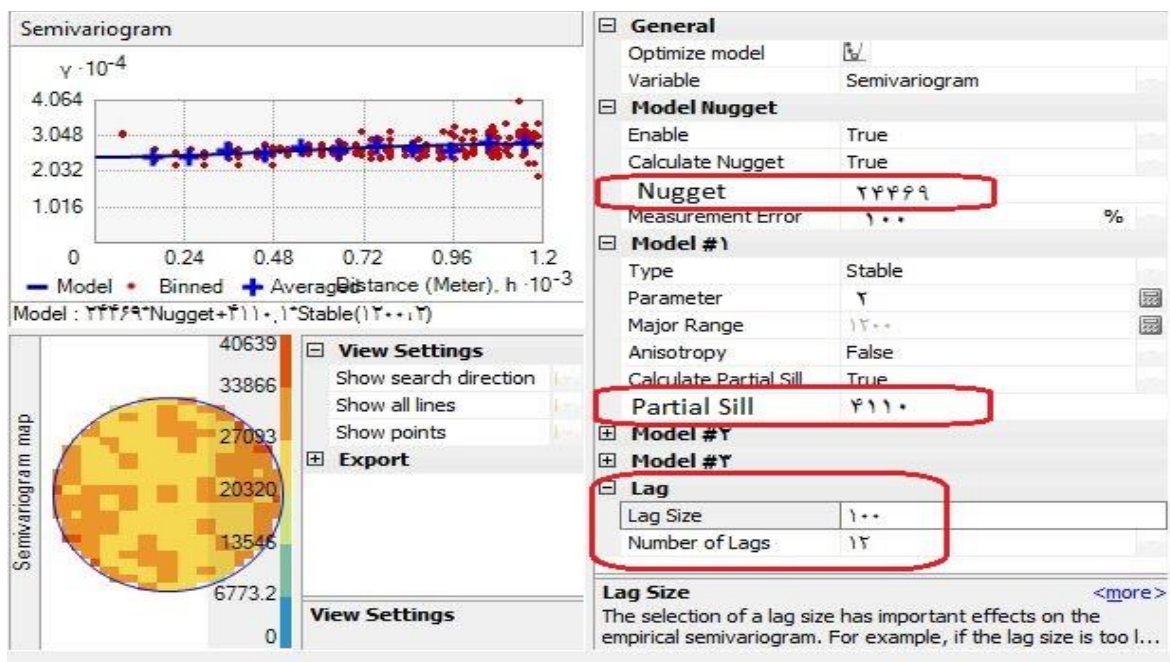 Semivariogram
γ ·10⁻⁴
4.064
3.048
2.032
1.016
0 0.24 0.48 0.72 0.96 1.2
Distance (Meter), h ·10⁻³
Model Binned Averaged
Model : ۲۴۴۶۹*Nugget+۴۱۱۰,۱*Stable(۱۲۰۰,۲)
Semivariogram map
40639
33866
27093
20320
13546
6773.2
0
View Settings
Show search direction
Show all lines
Show points
Export
View Settings
General
Optimize model
Variable Semivariogram
Model Nugget
Enable True
Calculate Nugget True
Nugget ۲۴۴۶۹
Measurement Error ۱۰۰ %
Model #۱
Type Stable
Parameter ۲
Major Range ۱۲۰۰
Anisotropy False
Calculate Partial Sill True
Partial Sill ۴۱۱۰
Model #۲
Model #۳
Lag
Lag Size ۱۰۰
Number of Lags ۱۲
Lag Size <more>
The selection of a lag size has important effects on the
empirical semivariogram. For example, if the lag size is too l...